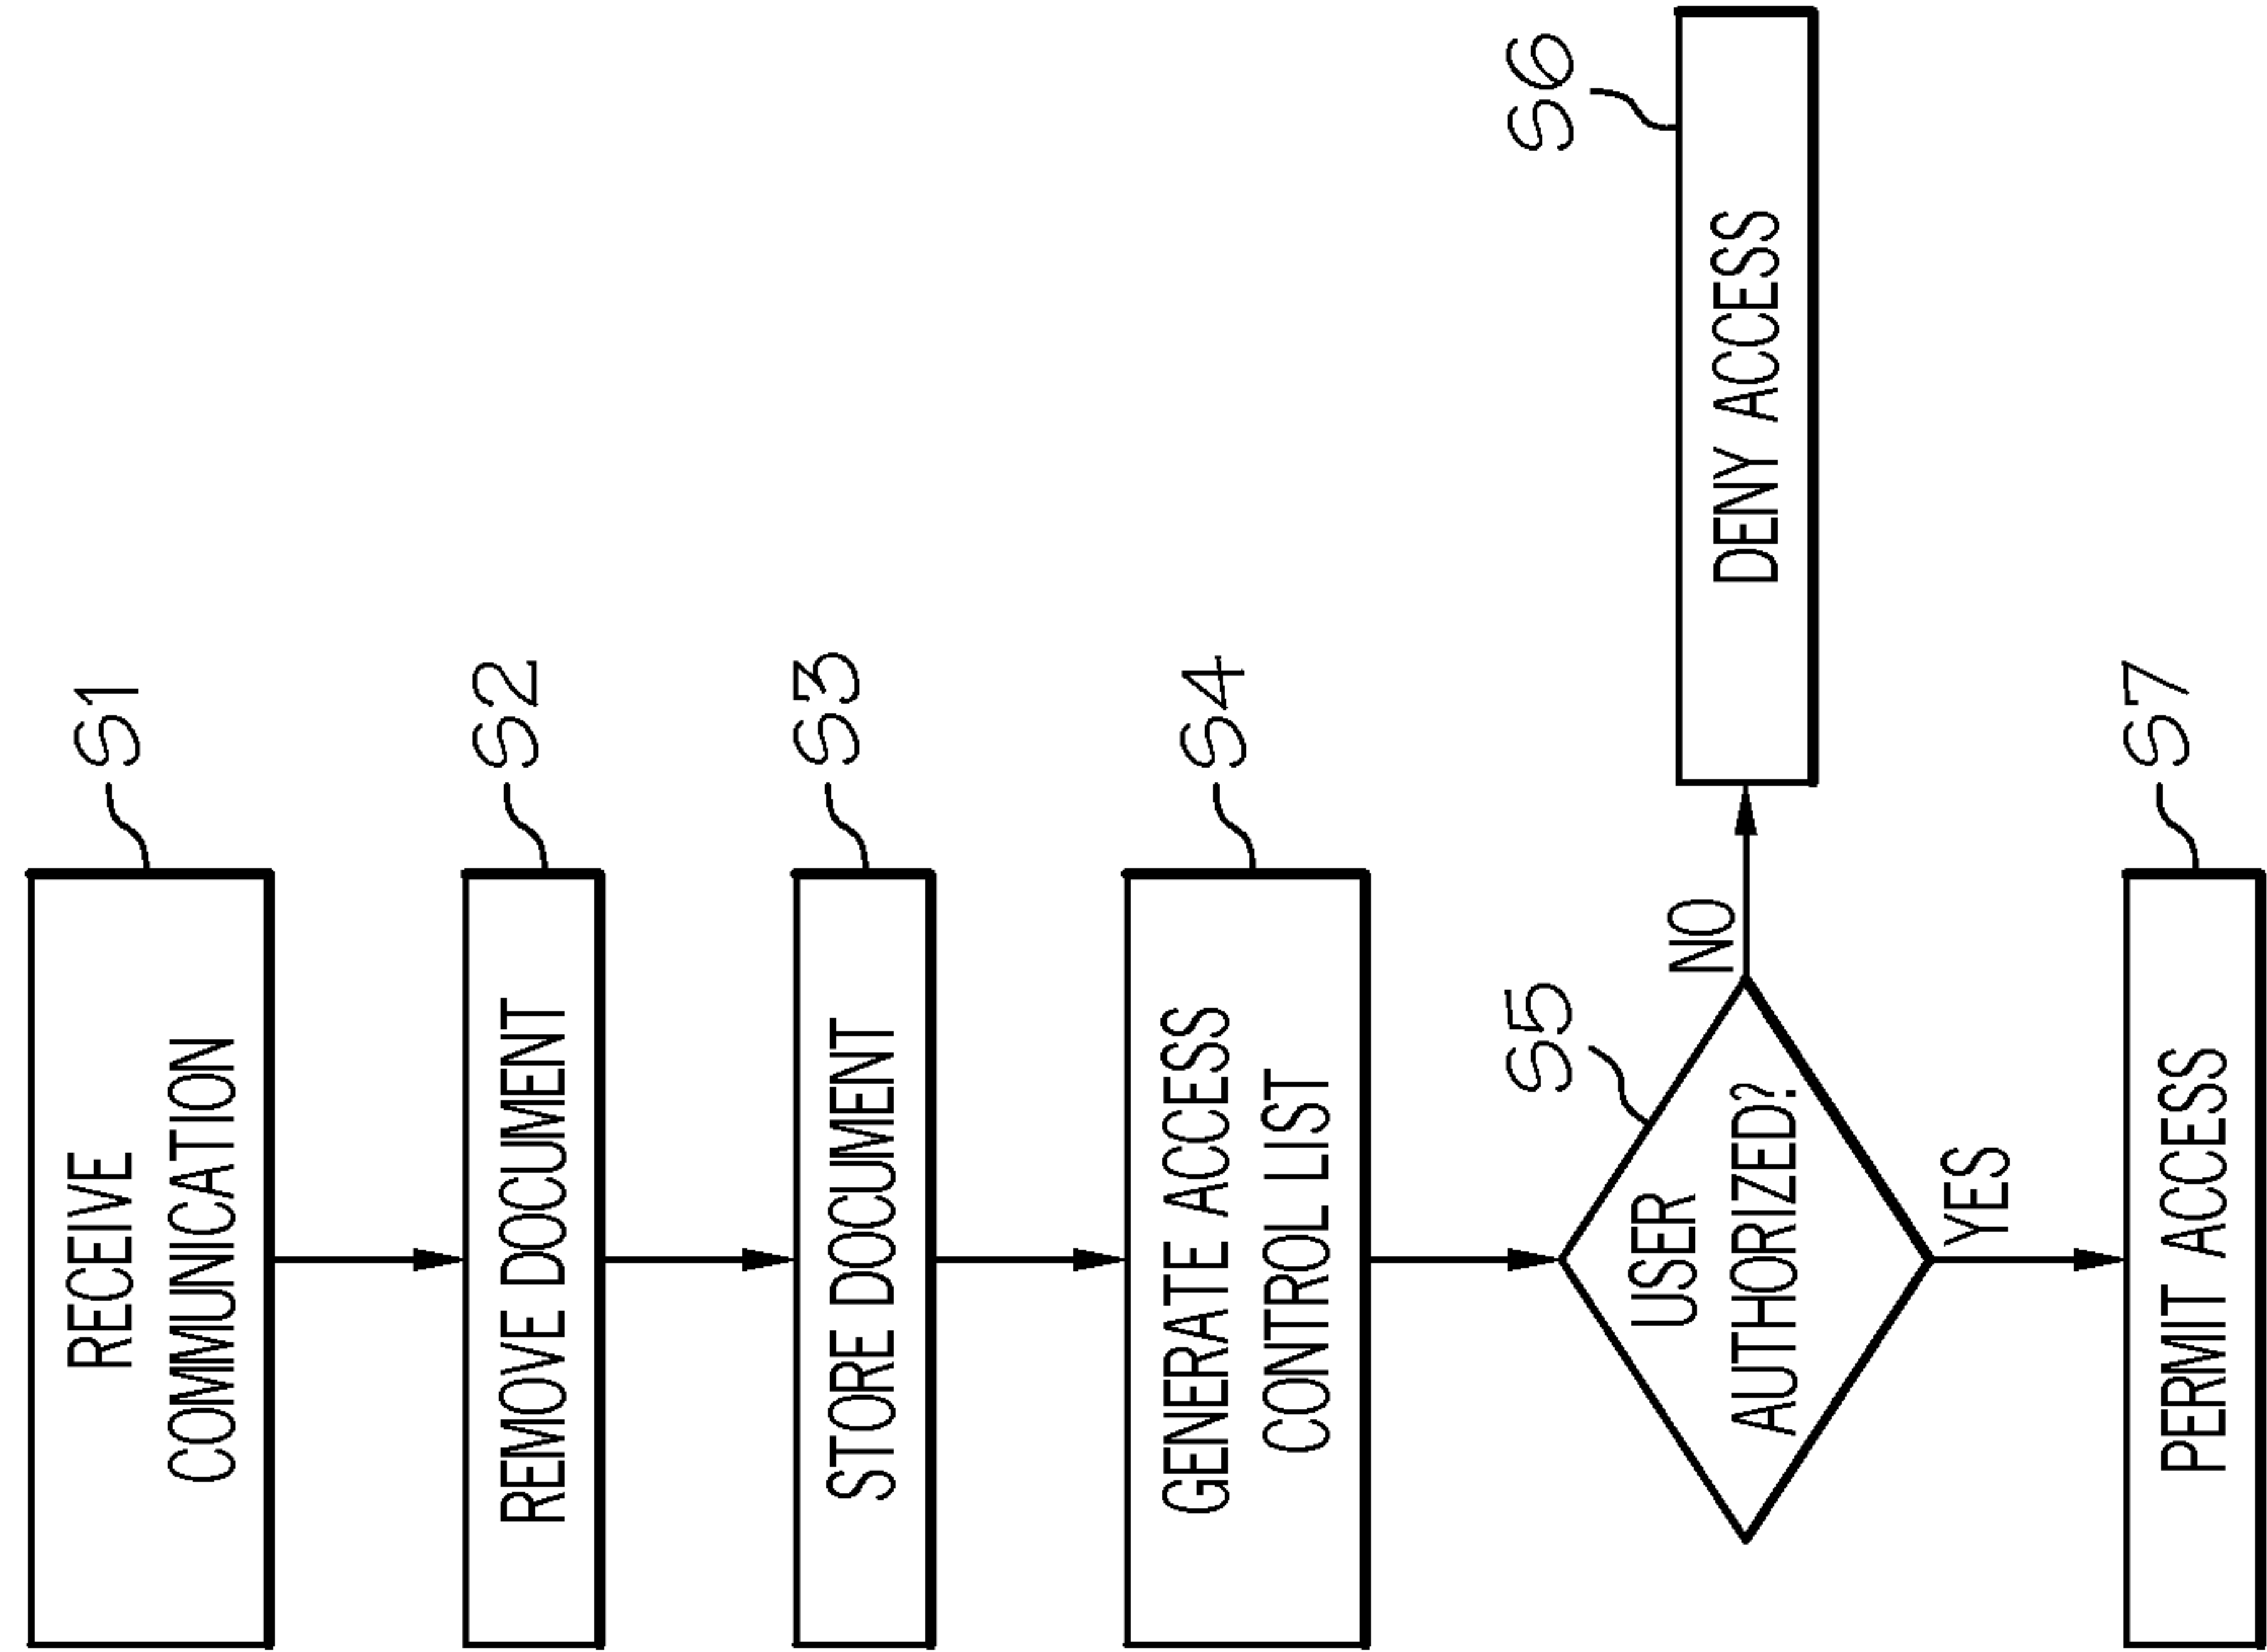 RECEIVE
COMMUNICATION
S1
REMOVE DOCUMENT
S2
STORE DOCUMENT
S3
GENERATE ACCESS
CONTROL LIST
S4
USER
AUTHORIZED?
S5
NO
DENY ACCESS
S6
YES
PERMIT ACCESS
S7